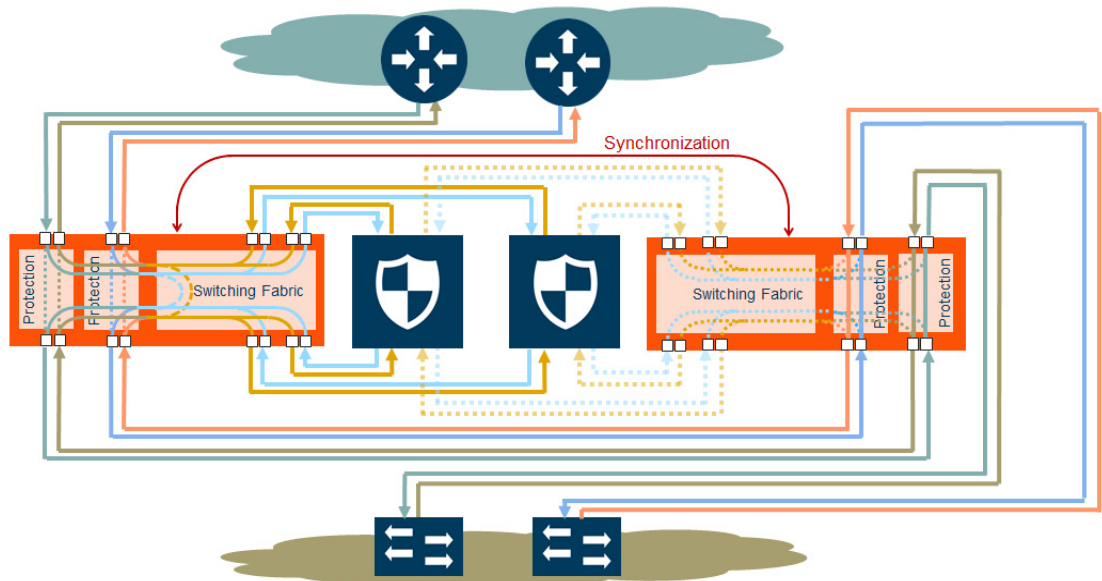 Synchronization
Protection
Protection
Switching Fabric
Switching Fabric
Protection
Protection